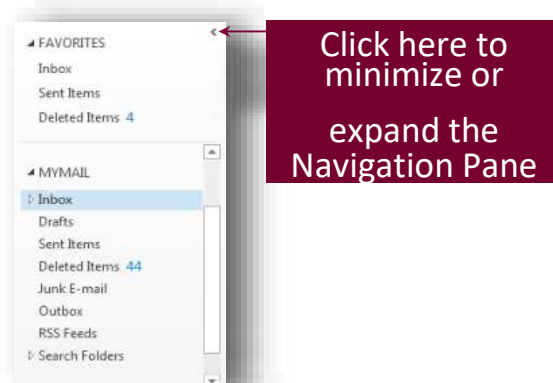 FAVORITES
Inbox
Sent Items
Deleted Items 4
MYMAIL
Inbox
Drafts
Sent Items
Deleted Items 44
Junk E-mail
Outbox
RSS Feeds
Search Folders
Click here to
minimize or
expand the
Navigation Pane